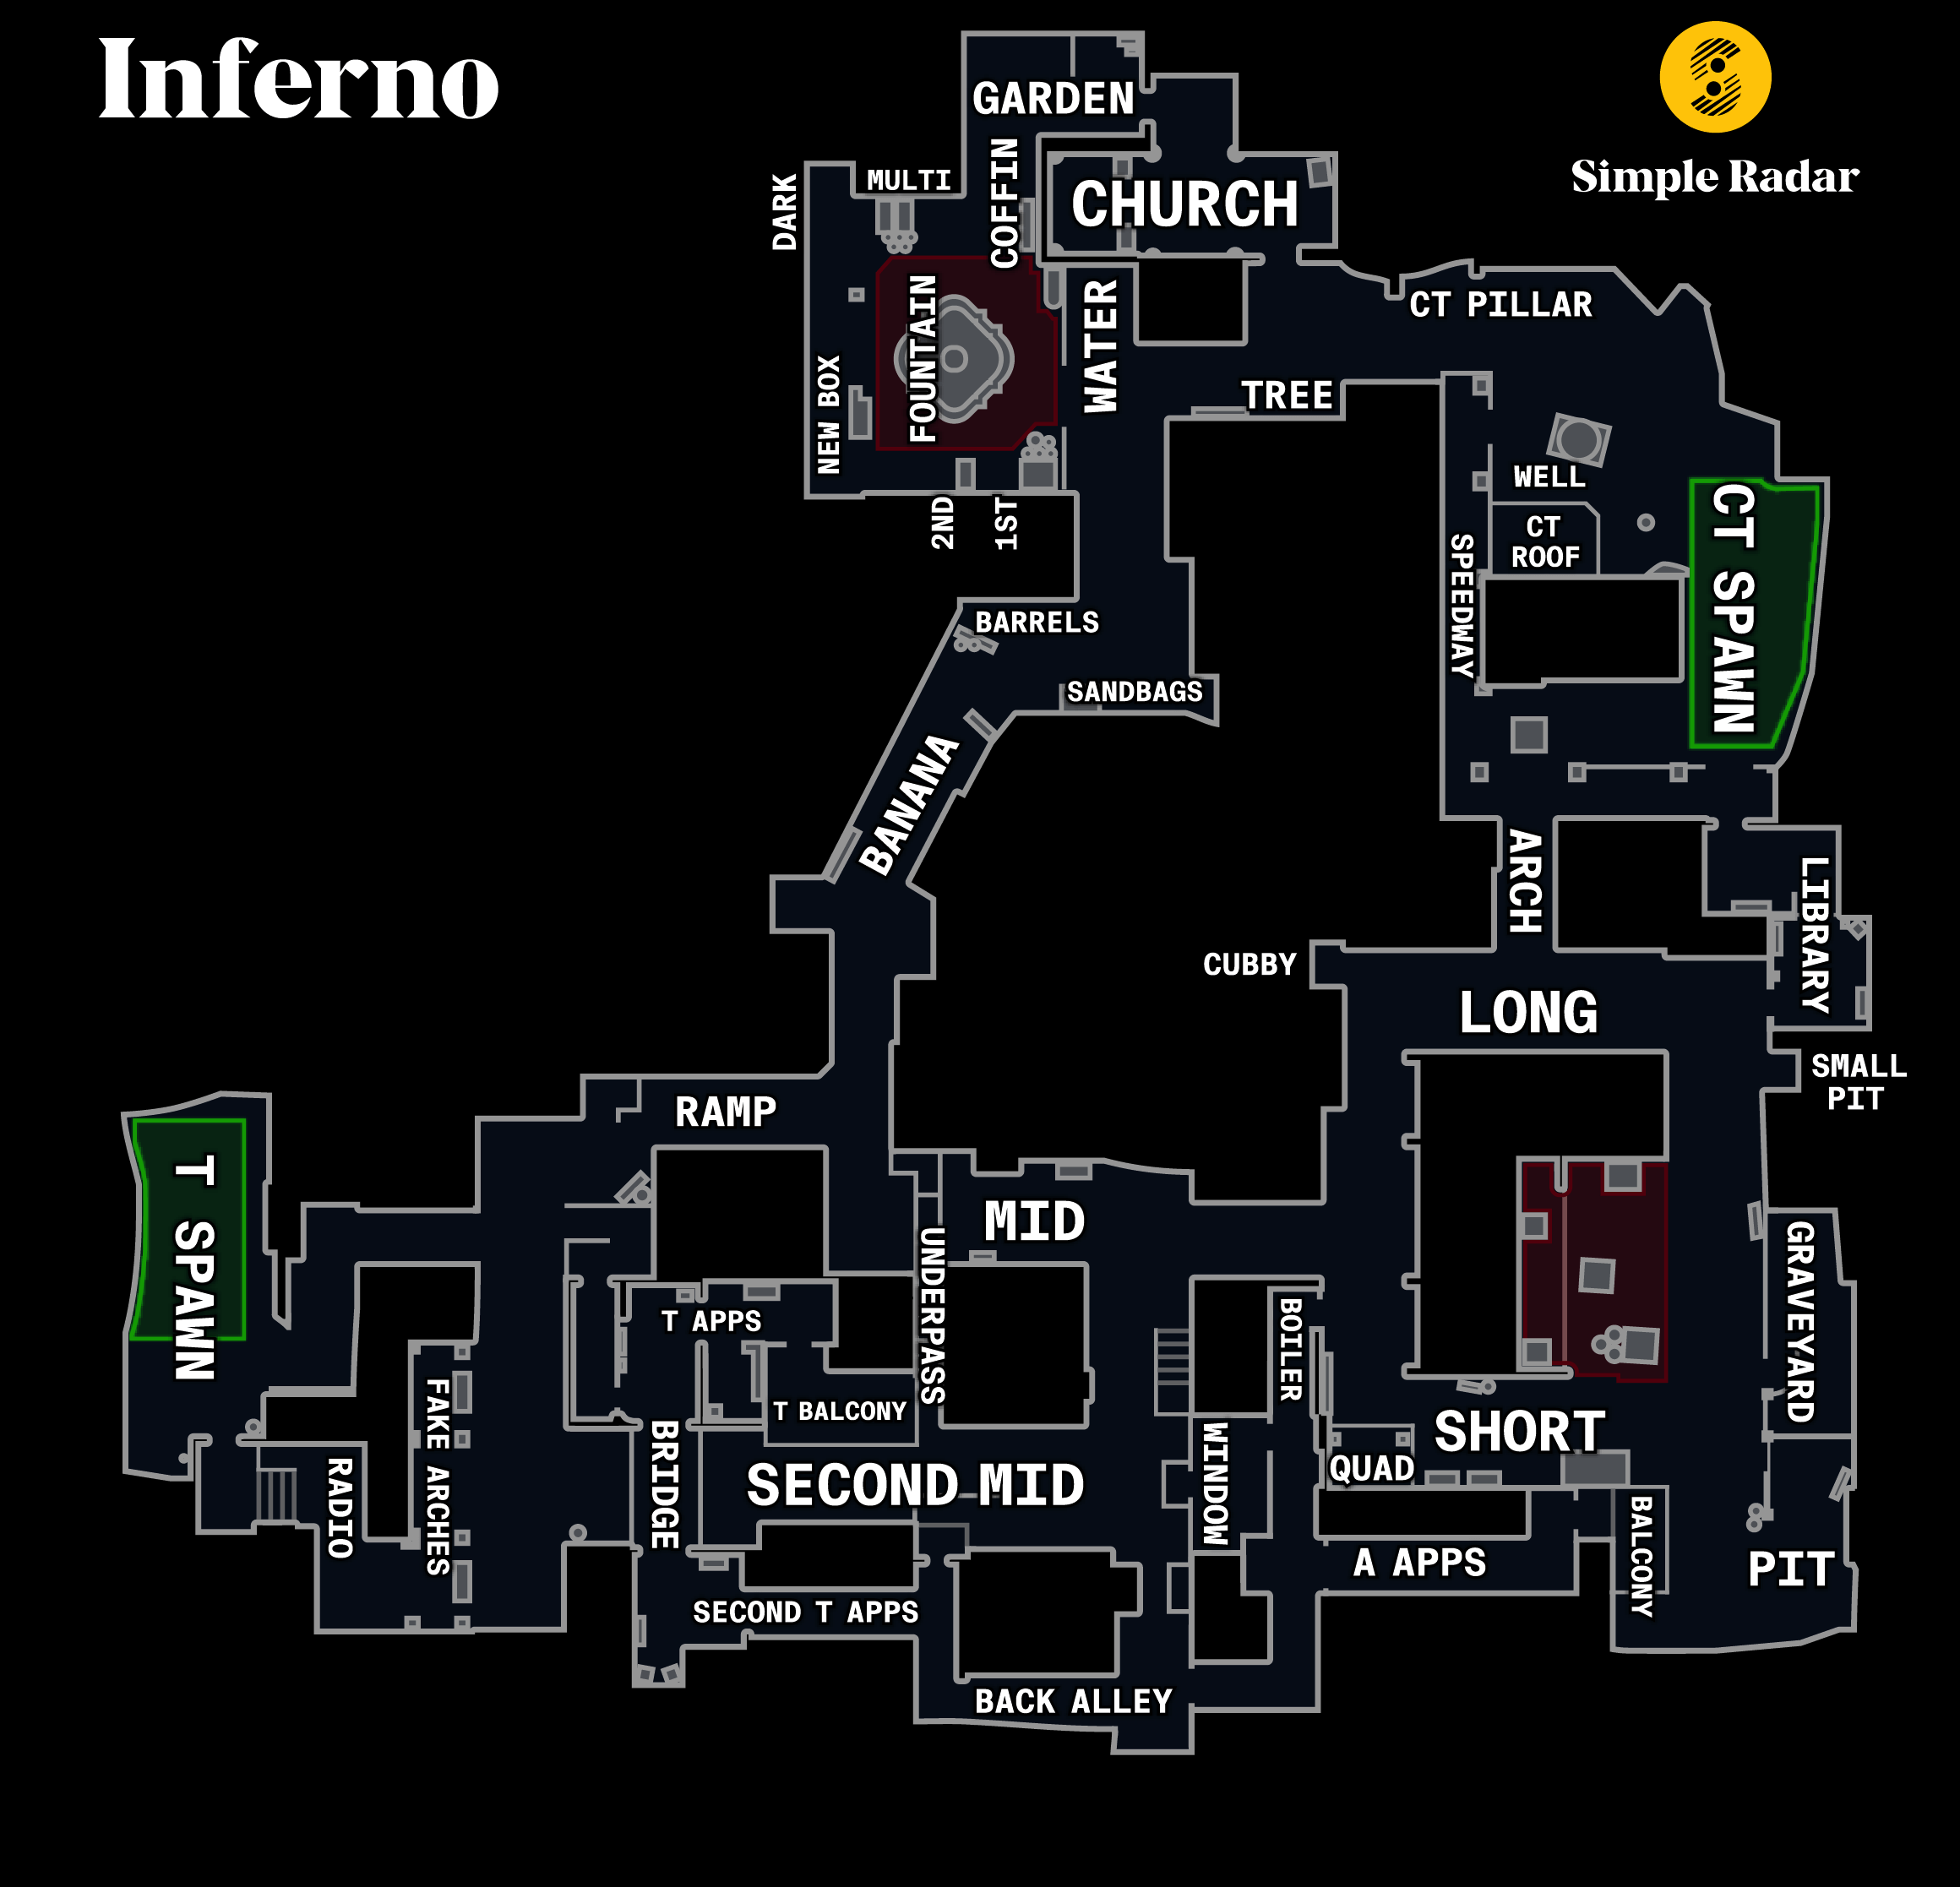 Inferno
Simple Radar
GARDEN
COFFIN
MULTI
DARK
CHURCH
FOUNTAIN
WATER
CT PILLAR
NEW BOX
TREE
WELL
2ND
1ST
CT
ROOF
CT SPAWN
SPEEDWAY
BARRELS
SANDBAGS
BANANA
ARCH
LIBRARY
CUBBY
LONG
SMALL
PIT
RAMP
T SPAWN
MID
UNDERPASS
GRAVEYARD
T APPS
BOILER
FAKE ARCHES
T BALCONY
BRIDGE
SHORT
WINDOW
QUAD
SECOND MID
RADIO
BALCONY
A APPS
PIT
SECOND T APPS
BACK ALLEY